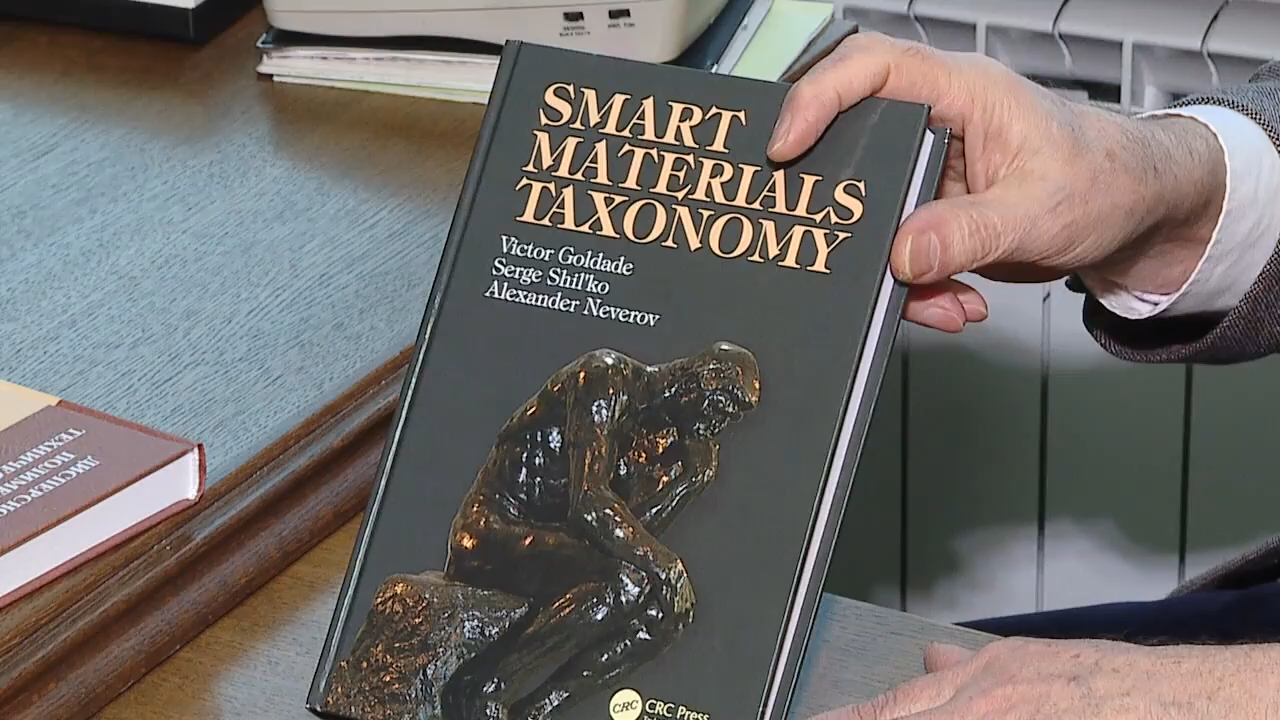 SMART
MATERIALS
TAXONOMY
Victor Goldade
Serge Shil'ko
Alexander Neverov
CRC
CRC Press